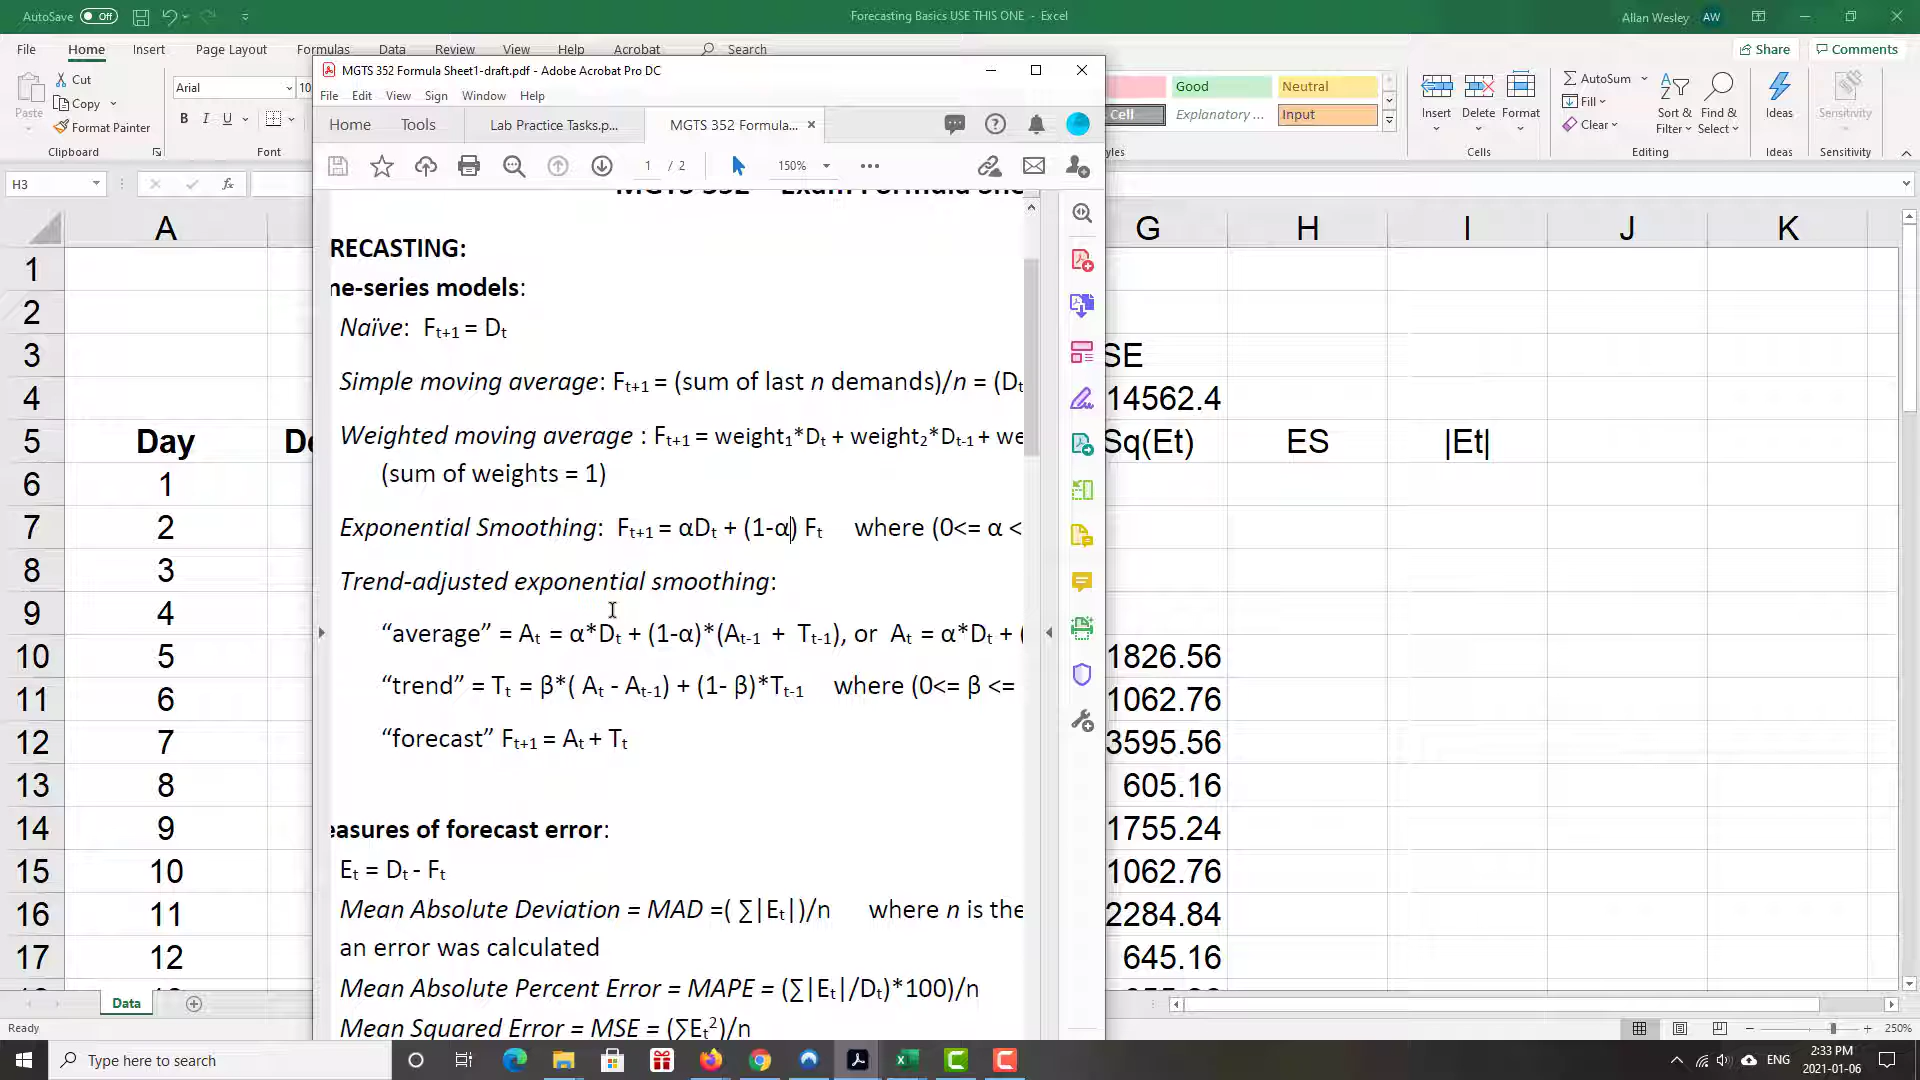 AutoSave Off Forecasting Basics USE THIS ONE - Excel Allan Wesley AW
File Home Insert Page Layout Formulas Data Review View Help Acrobat Search Share Comments
Paste Cut Copy Format Painter Clipboard
Arial 10
B I U Font
MGTS 352 Formula Sheet1-draft.pdf - Adobe Acrobat Pro DC
File Edit View Sign Window Help
Home Tools Lab Practice Tasks.p... MGTS 352 Formula... ×
1 / 2 150%
Good Neutral
Cell Explanatory ... Input
Insert Delete Format Cells
AutoSum Fill Clear Sort & Filter Find & Select Editing
Ideas Ideas
Sensitivity Sensitivity
H3 fx
RECASTING:
ne-series models:
Naïve: Ft+1 = Dt
Simple moving average: Ft+1 = (sum of last n demands)/n = (Dt
Weighted moving average : Ft+1 = weight1*Dt + weight2*Dt-1 + we
(sum of weights = 1)
Exponential Smoothing: Ft+1 = αDt + (1-α) Ft where (0<= α <
Trend-adjusted exponential smoothing:
“average” = At = α*Dt + (1-α)*(At-1 + Tt-1), or At = α*Dt + (
“trend” = Tt = β*( At - At-1) + (1- β)*Tt-1 where (0<= β <=
“forecast” Ft+1 = At + Tt
easures of forecast error:
Et = Dt - Ft
Mean Absolute Deviation = MAD =( ∑|Et|)/n where n is the
an error was calculated
Mean Absolute Percent Error = MAPE = (∑|Et|/Dt)*100)/n
Mean Squared Error = MSE = (∑Et²)/n
A G H I J K
1
2
3 SE
4 14562.4
5 Day De Sq(Et) ES |Et|
6 1
7 2
8 3
9 4
10 5 1826.56
11 6 1062.76
12 7 3595.56
13 8 605.16
14 9 1755.24
15 10 1062.76
16 11 2284.84
17 12 645.16
Data
Ready 250%
Type here to search ENG 2:33 PM
2021-01-06